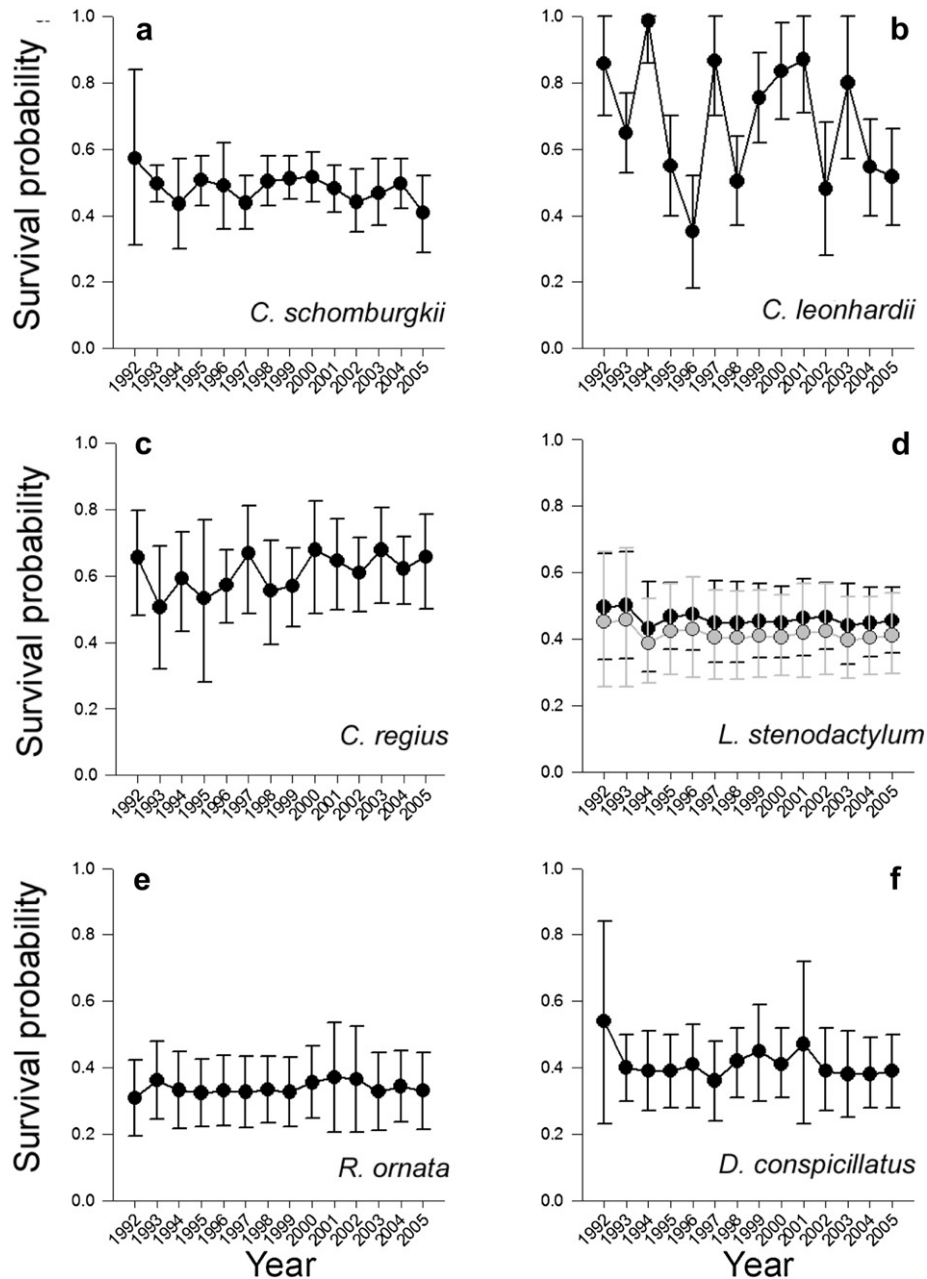 a
b
Survival probability
1.0
0.8
0.6
0.4
0.2
0.0
C. schomburgkii
1992 1993 1994 1995 1996 1997 1998 1999 2000 2001 2002 2003 2004 2005
1.0
0.8
0.6
0.4
0.2
0.0
C. leonhardii
1992 1993 1994 1995 1996 1997 1998 1999 2000 2001 2002 2003 2004 2005
c
d
Survival probability
1.0
0.8
0.6
0.4
0.2
0.0
C. regius
1992 1993 1994 1995 1996 1997 1998 1999 2000 2001 2002 2003 2004 2005
1.0
0.8
0.6
0.4
0.2
0.0
L. stenodactylum
1992 1993 1994 1995 1996 1997 1998 1999 2000 2001 2002 2003 2004 2005
e
f
Survival probability
1.0
0.8
0.6
0.4
0.2
0.0
R. ornata
1992 1993 1994 1995 1996 1997 1998 1999 2000 2001 2002 2003 2004 2005
Year
1.0
0.8
0.6
0.4
0.2
0.0
D. conspicillatus
1992 1993 1994 1995 1996 1997 1998 1999 2000 2001 2002 2003 2004 2005
Year